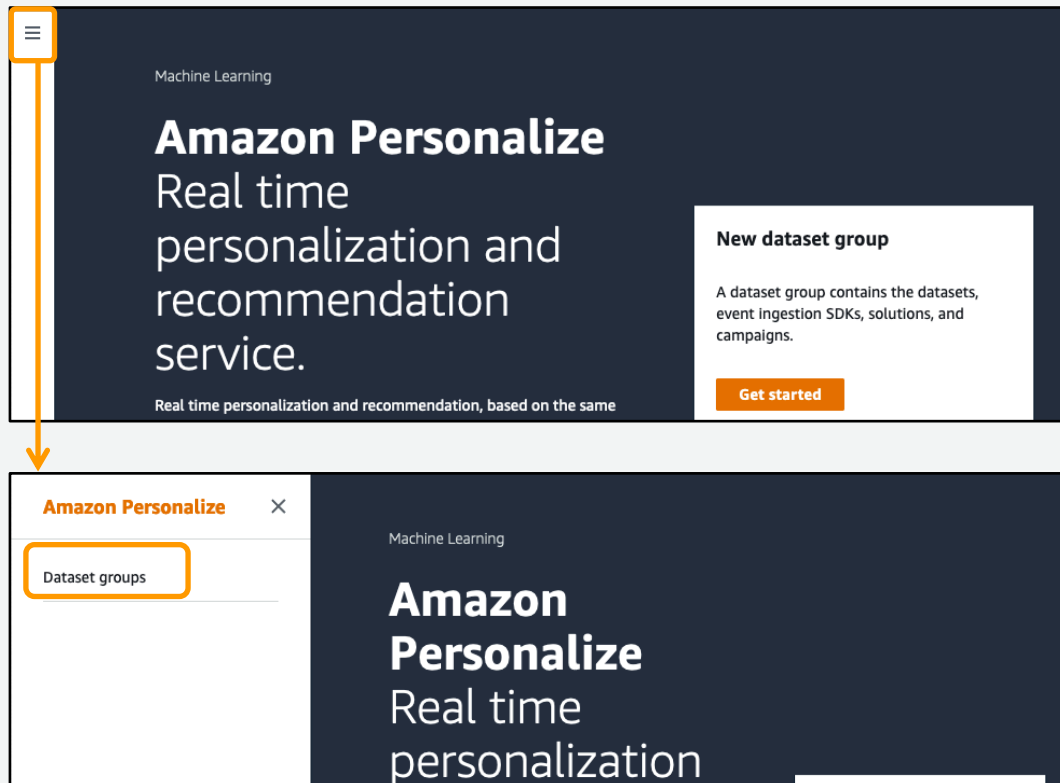 Machine Learning
Amazon Personalize
Real time
personalization and
recommendation
service.
Real time personalization and recommendation, based on the same
New dataset group
A dataset group contains the datasets,
event ingestion SDKs, solutions, and
campaigns.
Get started
Amazon Personalize
Dataset groups
Machine Learning
Amazon
Personalize
Real time
personalization